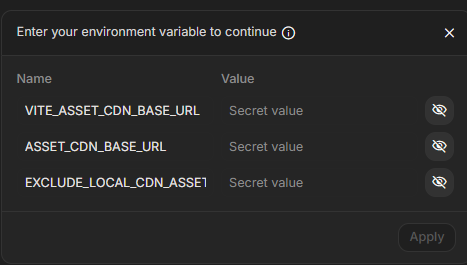 Enter your environment variable to continue
Name Value
VITE_ASSET_CDN_BASE_URL Secret value
ASSET_CDN_BASE_URL Secret value
EXCLUDE_LOCAL_CDN_ASSET Secret value
Apply